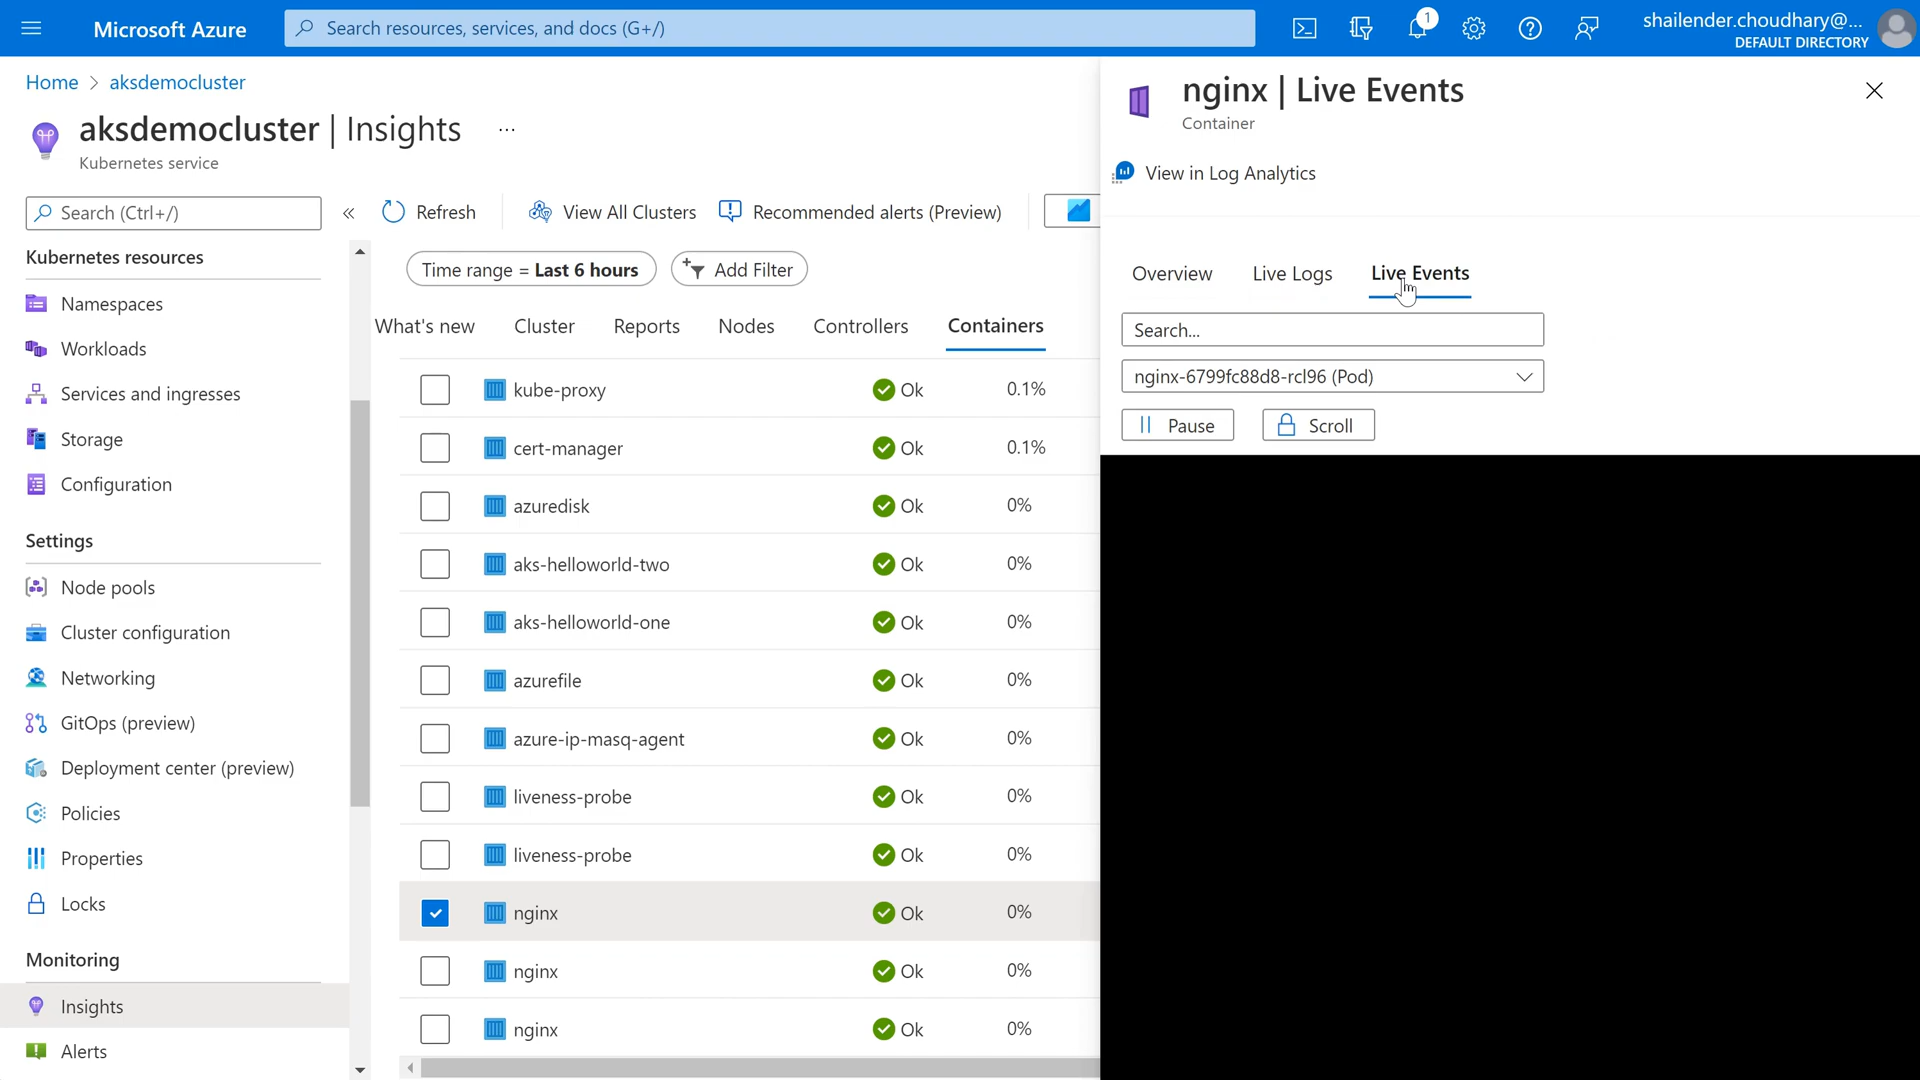 Microsoft Azure
Search resources, services, and docs (G+/)
1
shailender.choudhary@...
DEFAULT DIRECTORY
Home > aksdemocluster
aksdemocluster | Insights ...
Kubernetes service
Search (Ctrl+/)
«
Refresh
View All Clusters
Recommended alerts (Preview)
Time range = Last 6 hours
Add Filter
What's new
Cluster
Reports
Nodes
Controllers
Containers
Kubernetes resources
Namespaces
Workloads
Services and ingresses
Storage
Configuration
Settings
Node pools
Cluster configuration
Networking
GitOps (preview)
Deployment center (preview)
Policies
Properties
Locks
Monitoring
Insights
Alerts
kube-proxy Ok 0.1%
cert-manager Ok 0.1%
azuredisk Ok 0%
aks-helloworld-two Ok 0%
aks-helloworld-one Ok 0%
azurefile Ok 0%
azure-ip-masq-agent Ok 0%
liveness-probe Ok 0%
liveness-probe Ok 0%
nginx Ok 0%
nginx Ok 0%
nginx Ok 0%
nginx | Live Events
Container
View in Log Analytics
Overview
Live Logs
Live Events
Search...
nginx-6799fc88d8-rcl96 (Pod)
Pause
Scroll